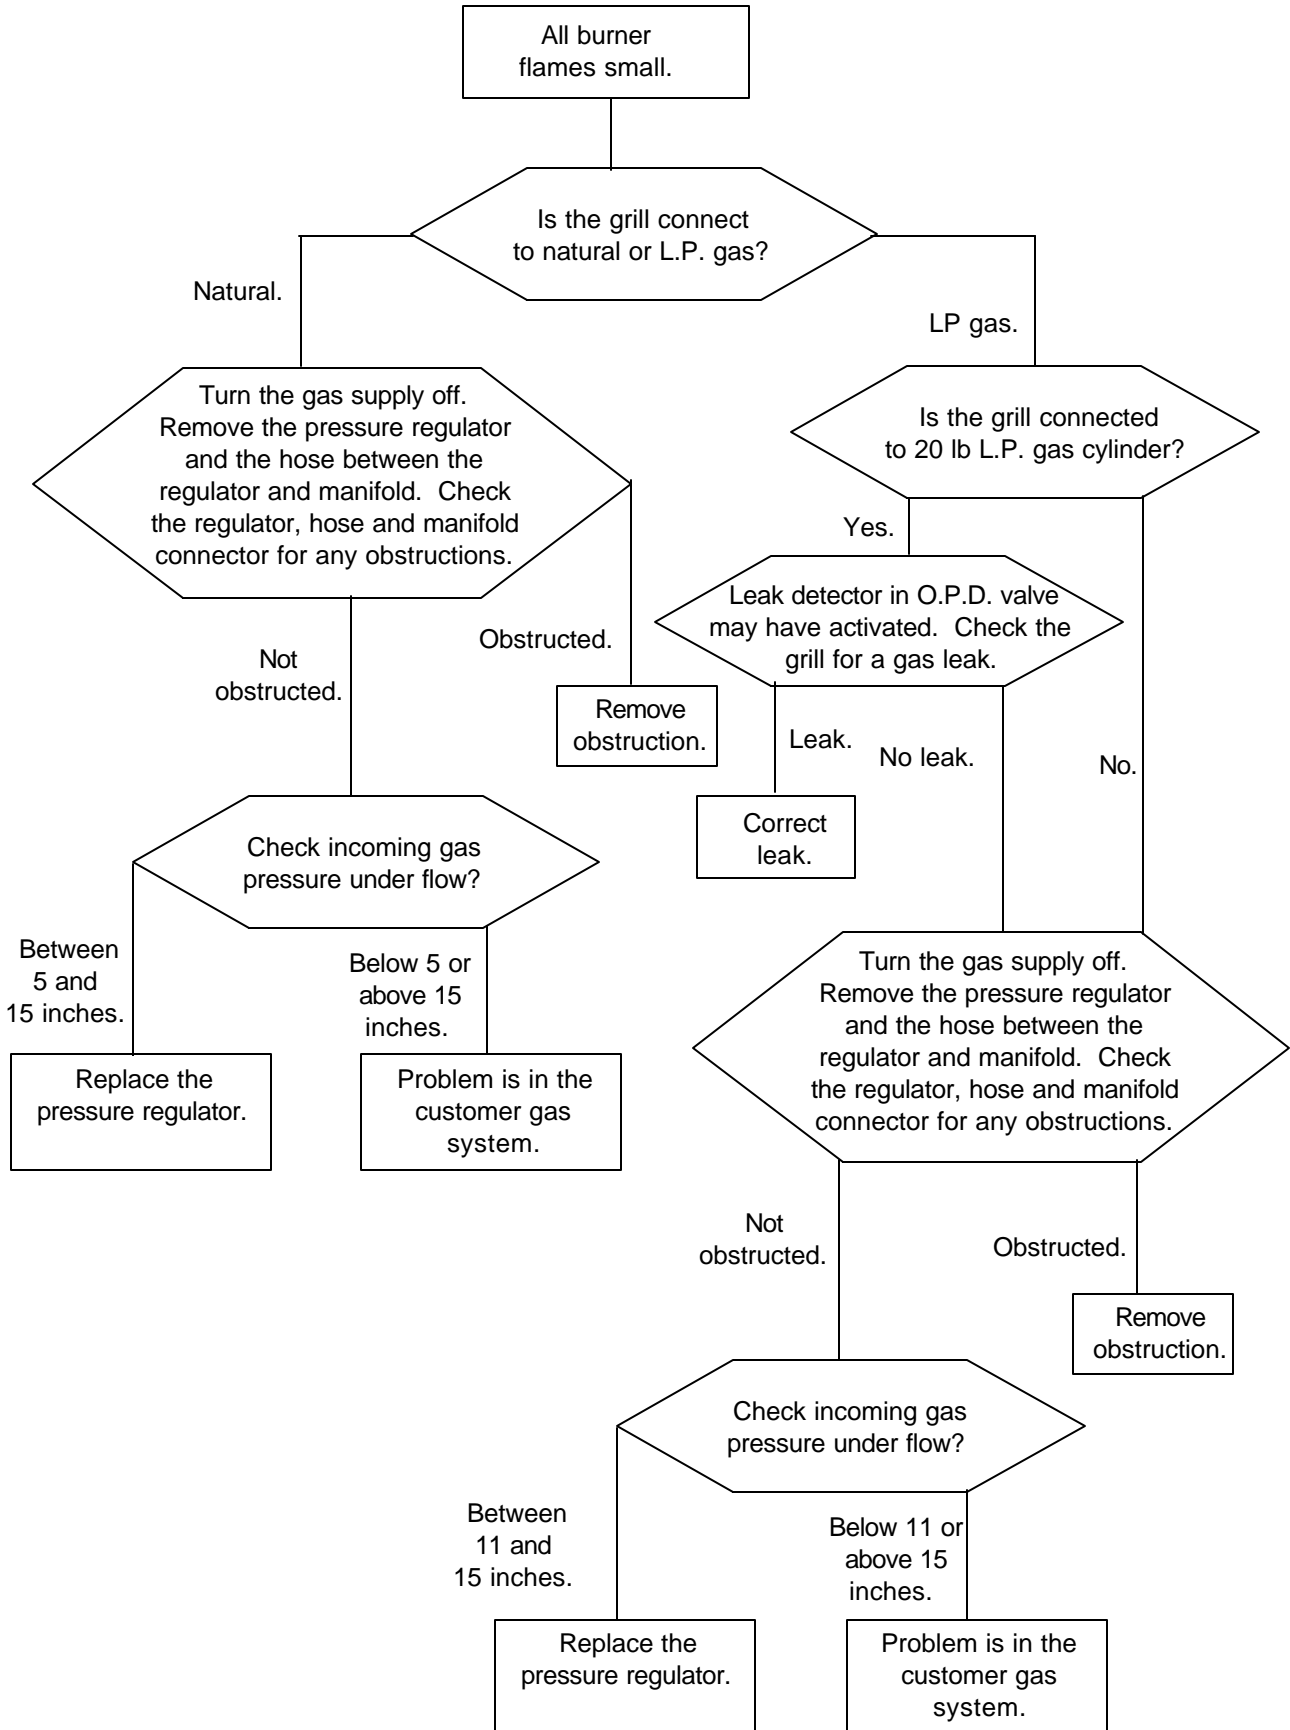 All burner
flames small.
Is the grill connect
to natural or L.P. gas?
Natural.
LP gas.
Turn the gas supply off.
Remove the pressure regulator
and the hose between the
regulator and manifold. Check
the regulator, hose and manifold
connector for any obstructions.
Is the grill connected
to 20 lb L.P. gas cylinder?
Yes.
Leak detector in O.P.D. valve
may have activated. Check the
grill for a gas leak.
Not
obstructed.
Obstructed.
Remove
obstruction.
Leak.
No leak.
No.
Correct
leak.
Check incoming gas
pressure under flow?
Between
5 and
15 inches.
Below 5 or
above 15
inches.
Replace the
pressure regulator.
Problem is in the
customer gas
system.
Turn the gas supply off.
Remove the pressure regulator
and the hose between the
regulator and manifold. Check
the regulator, hose and manifold
connector for any obstructions.
Not
obstructed.
Obstructed.
Remove
obstruction.
Check incoming gas
pressure under flow?
Between
11 and
15 inches.
Below 11 or
above 15
inches.
Replace the
pressure regulator.
Problem is in the
customer gas
system.